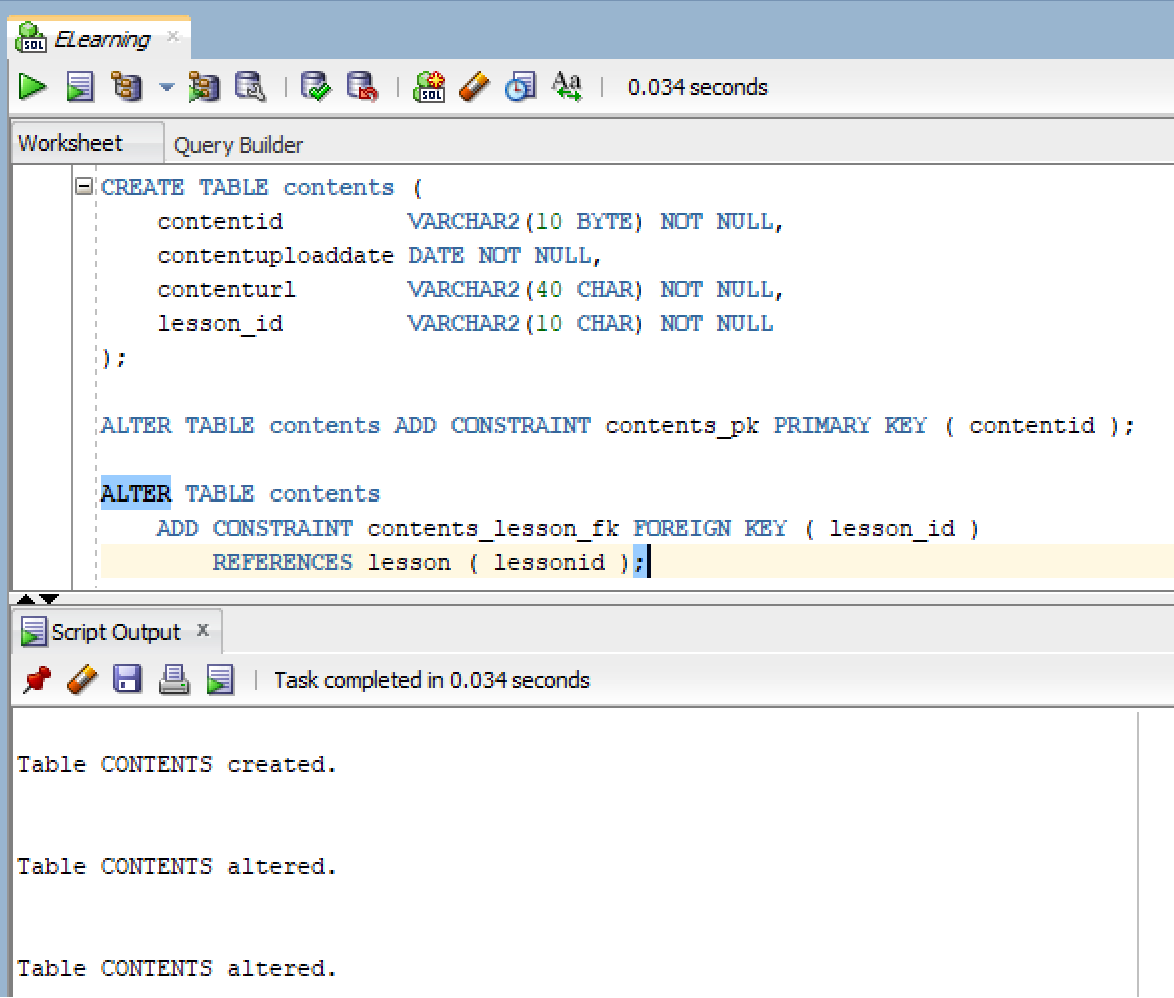 ELearning
0.034 seconds
Worksheet Query Builder
CREATE TABLE contents (
    contentid         VARCHAR2(10 BYTE) NOT NULL,
    contentuploaddate DATE NOT NULL,
    contenturl        VARCHAR2(40 CHAR) NOT NULL,
    lesson_id         VARCHAR2(10 CHAR) NOT NULL
);
ALTER TABLE contents ADD CONSTRAINT contents_pk PRIMARY KEY ( contentid );
ALTER TABLE contents
    ADD CONSTRAINT contents_lesson_fk FOREIGN KEY ( lesson_id )
        REFERENCES lesson ( lessonid );
Script Output x
Task completed in 0.034 seconds
Table CONTENTS created.
Table CONTENTS altered.
Table CONTENTS altered.